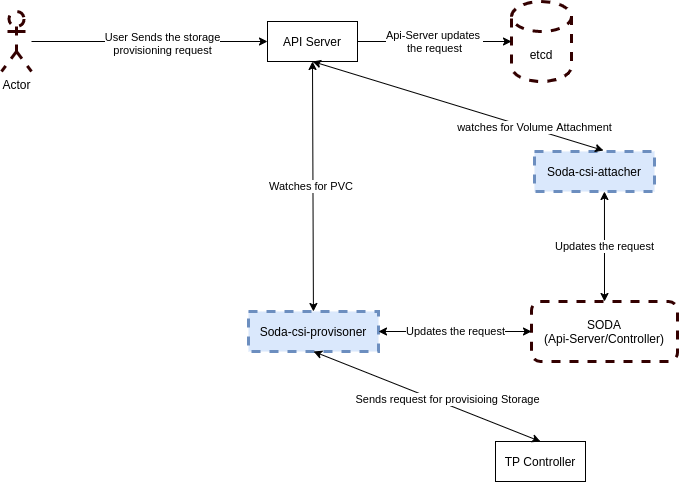 User Sends the storage
provisioning request
API Server
Api-Server updates
the request
etcd
Actor
watches for Volume Attachment
Soda-csi-attacher
Watches for PVC
Updates the request
Soda-csi-provisoner
Updates the request
SODA
(Api-Server/Controller)
Sends request for provisioing Storage
TP Controller